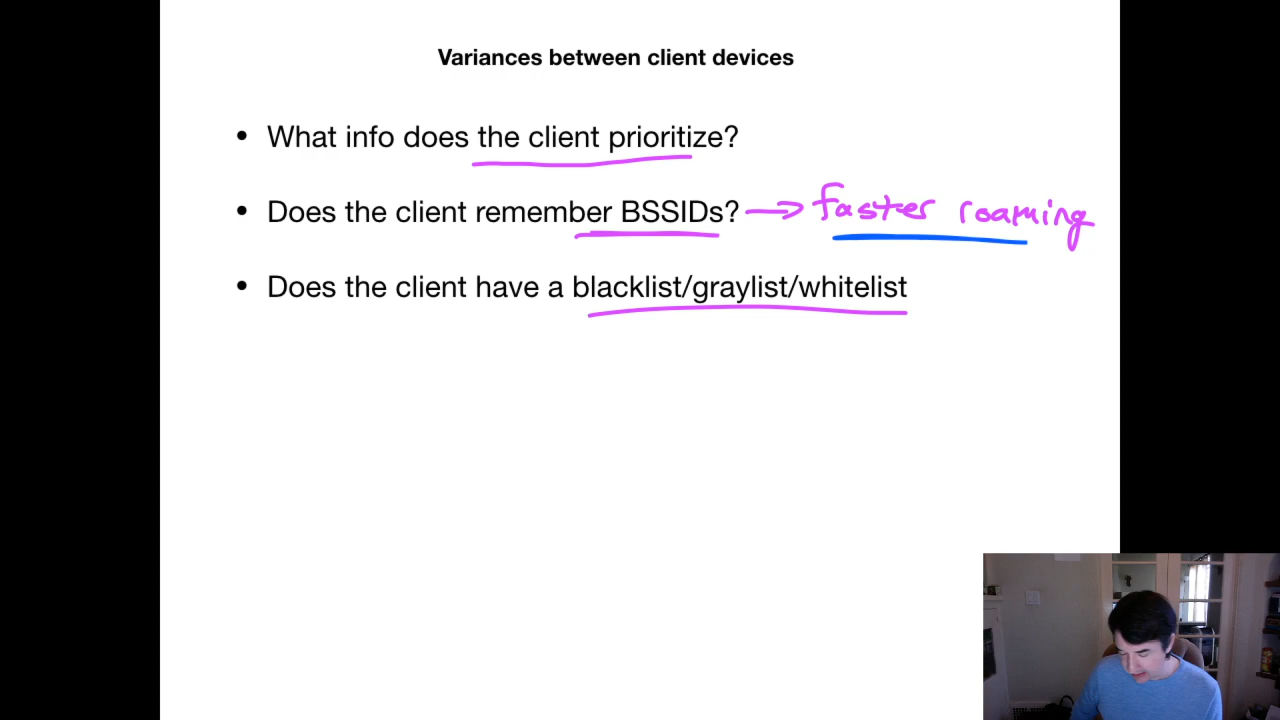 Variances between client devices
• What info does the client prioritize?
• Does the client remember BSSIDs? → faster roaming
• Does the client have a blacklist/graylist/whitelist